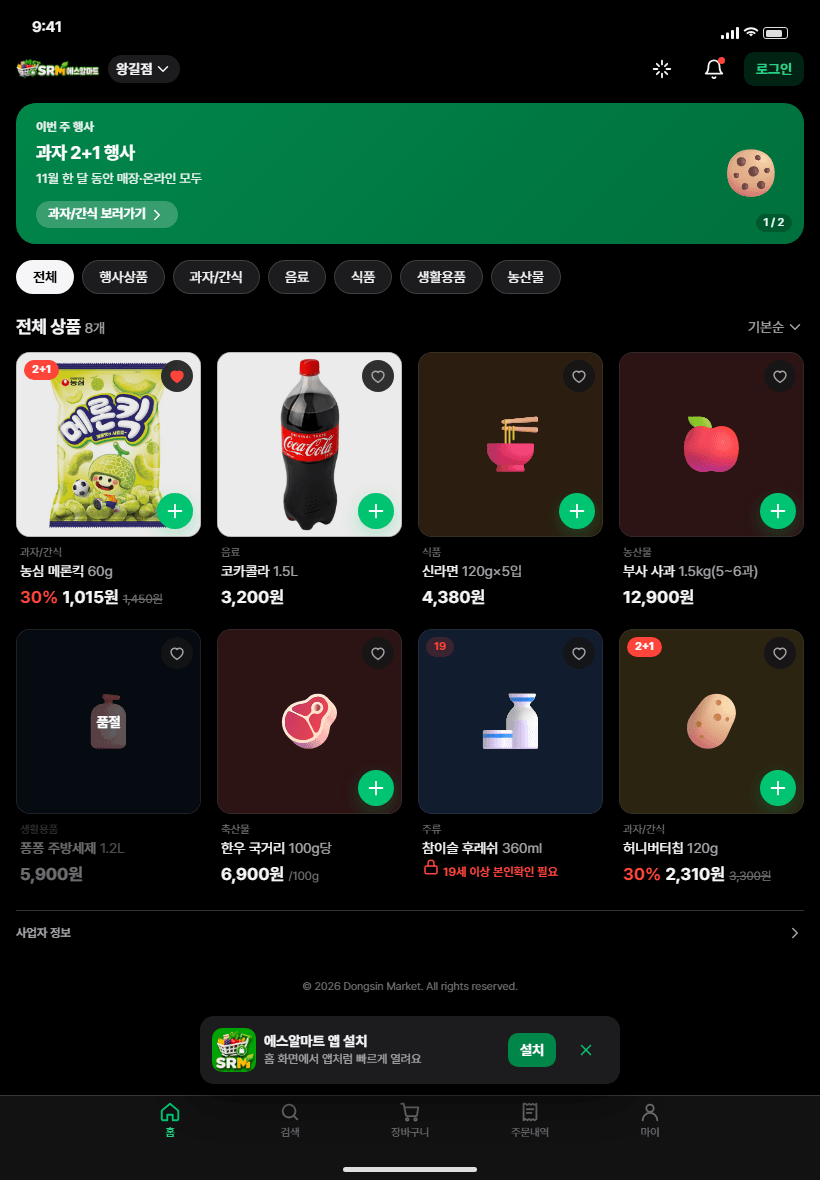 9:41
SRM 에스알마트
왕길점
로그인
이번 주 행사
과자 2+1 행사
11월 한 달 동안 매장·온라인 모두
과자/간식 보러가기
1 / 2
전체
행사상품
과자/간식
음료
식품
생활용품
농산물
전체 상품 8개
기본순
2+1
농심
메론킥
ORIGINAL TASTE
Coca-Cola
과자/간식
농심 메론킥 60g
30% 1,015원 1,450원
음료
코카콜라 1.5L
3,200원
식품
신라면 120g×5입
4,380원
농산물
부사 사과 1.5kg(5~6과)
12,900원
품절
19
2+1
생활용품
퐁퐁 주방세제 1.2L
5,900원
축산물
한우 국거리 100g당
6,900원 /100g
주류
참이슬 후레쉬 360ml
19세 이상 본인확인 필요
과자/간식
허니버터칩 120g
30% 2,310원 3,300원
사업자 정보
© 2026 Dongsin Market. All rights reserved.
SRM
에스알마트 앱 설치
홈 화면에서 앱처럼 빠르게 열려요
설치
홈
검색
장바구니
주문내역
마이